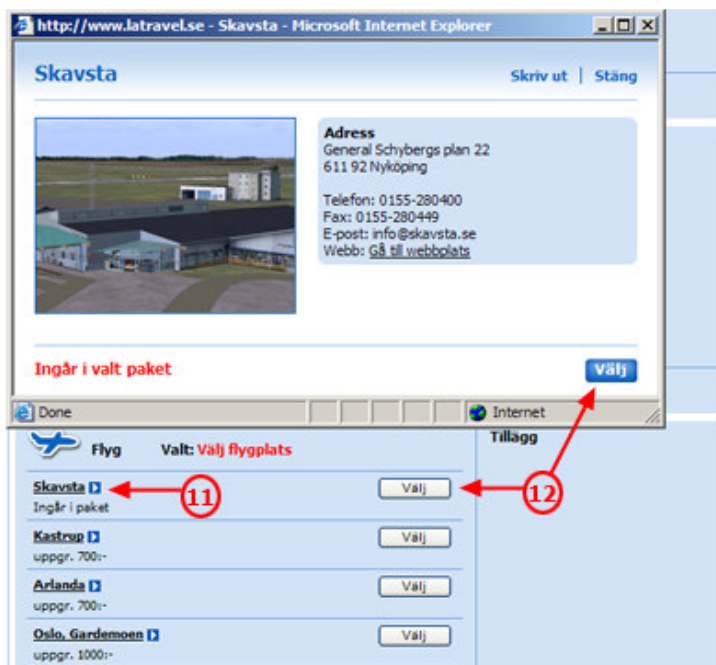 http://www.latravel.se - Skavsta - Microsoft Internet Explorer
Skavsta
Skriv ut | Stäng
Adress
General Schybergs plan 22
611 92 Nyköping
Telefon: 0155-280400
Fax: 0155-280449
E-post: info@skavsta.se
Webb: Gå till webbplats
Ingår i valt paket
Välj
Done
Internet
Flyg Valt: Välj flygplats
Tillägg
Skavsta
11
Välj
12
Ingår i paket
Kastrup
Välj
uppgr. 700:-
Arlanda
Välj
uppgr. 700:-
Oslo, Gardemoen
Välj
uppgr. 1000:-